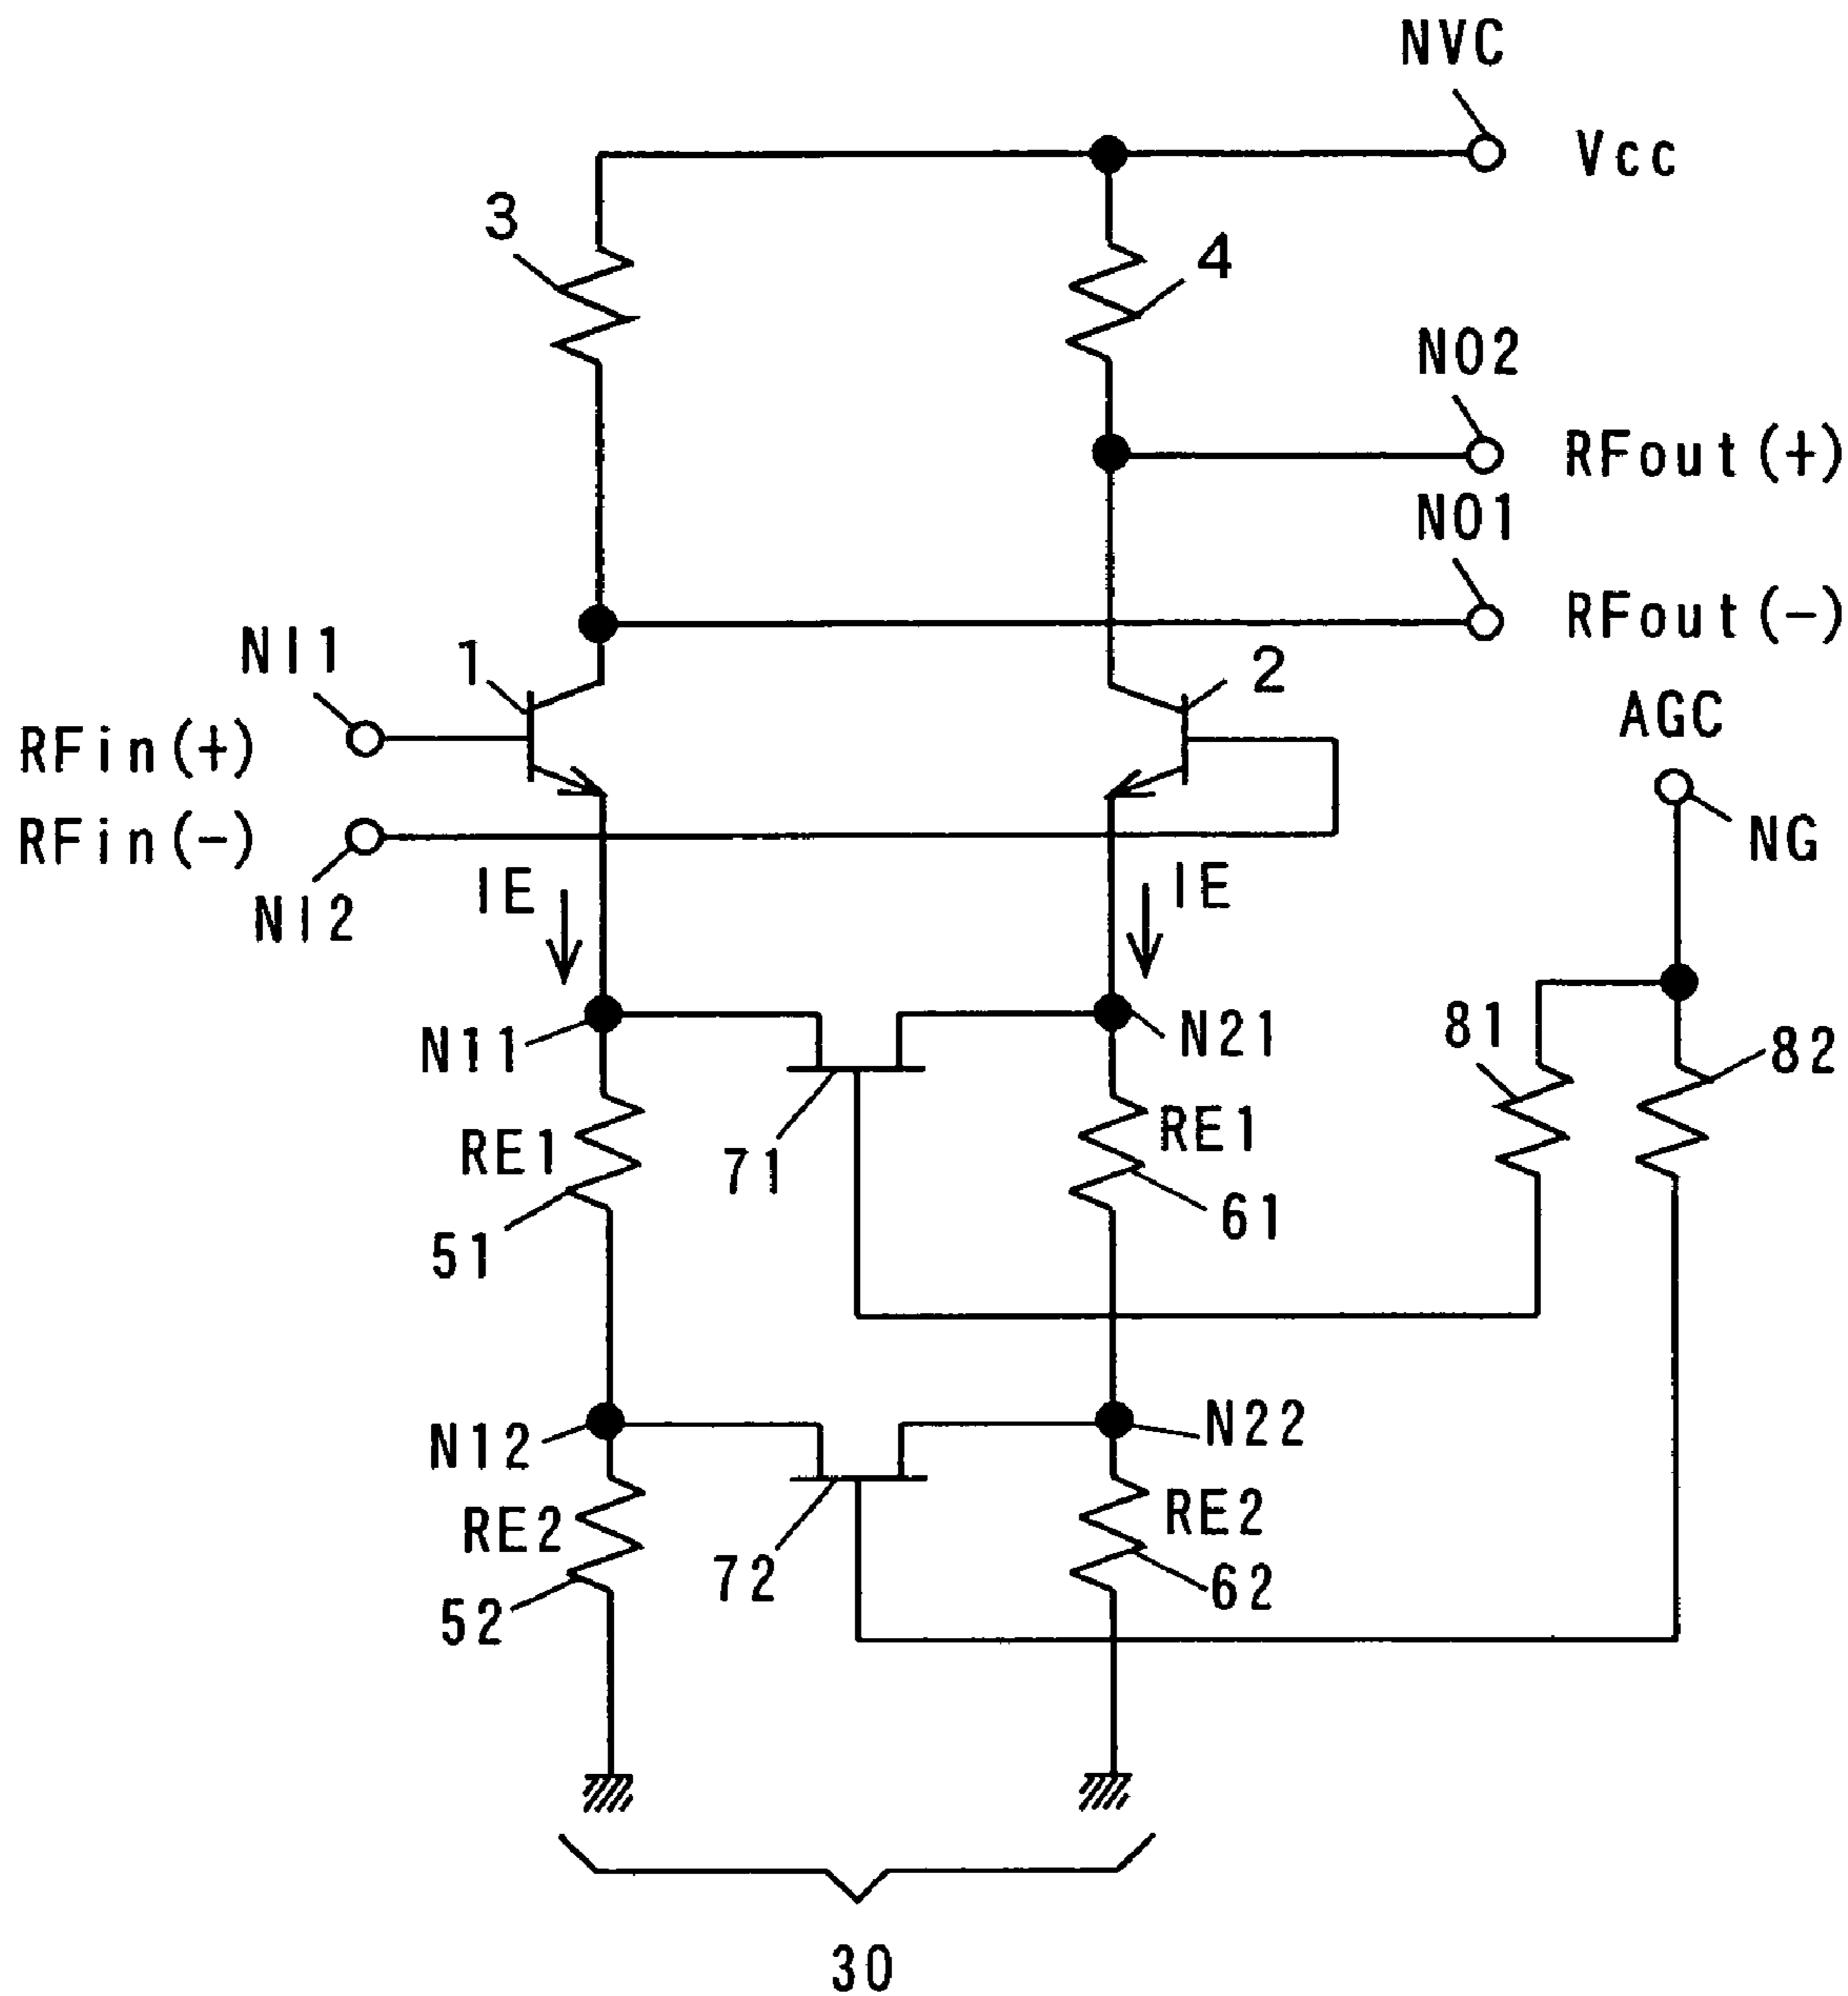 NVC
Vcc
3
4
NO2
RFout(+)
NO1
RFout(-)
NI1
1
2
AGC
RFin(+)
RFin(-)
NG
NI2
IE
IE
N11
N21
81
82
RE1
RE1
71
51
61
N12
N22
RE2
RE2
72
52
62
30